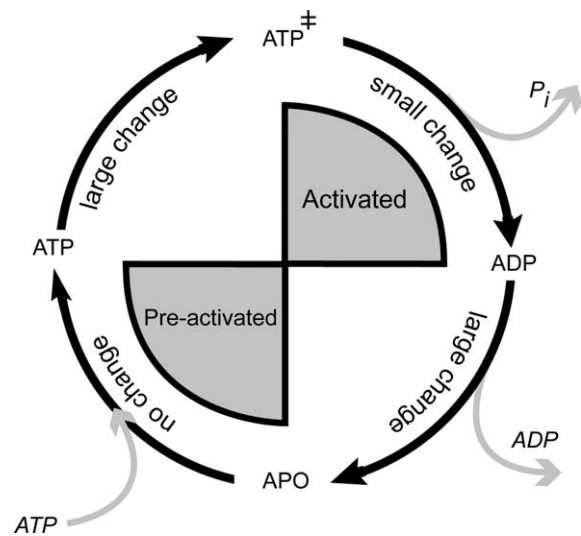 ATP‡
large change
small change
Pi
Activated
ATP
ADP
Pre-activated
no change
large change
ADP
APO
ATP